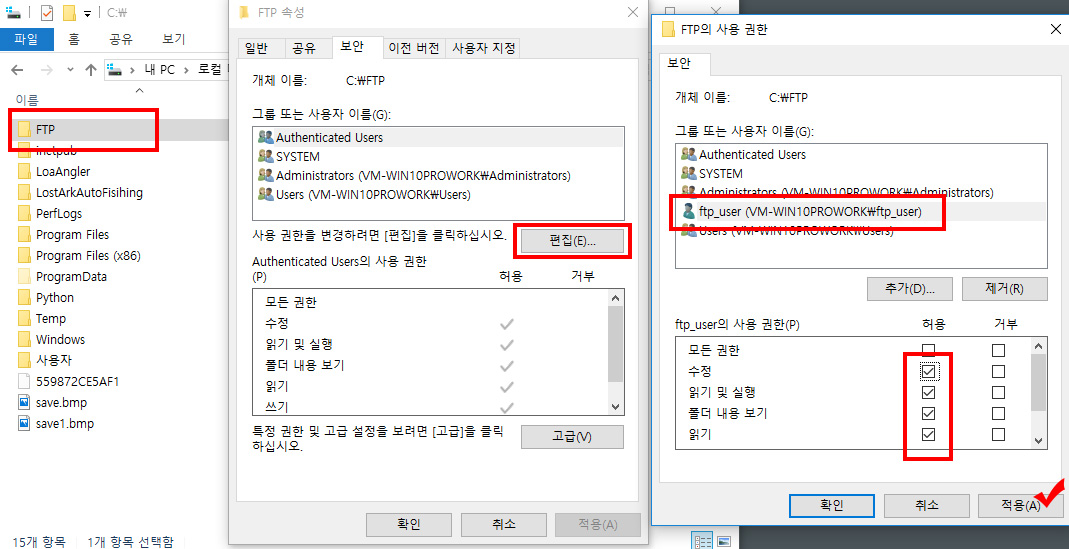 C:\
파일
홈
공유
보기
내 PC
로컬
이름
FTP
inetpub
LoaAngler
LostArkAutoFisihing
PerfLogs
Program Files
Program Files (x86)
ProgramData
Python
Temp
Windows
사용자
559872CE5AF1
save.bmp
save1.bmp
15개 항목
1개 항목 선택함
FTP 속성
일반
공유
보안
이전 버전
사용자 지정
개체 이름: C:\FTP
그룹 또는 사용자 이름(G):
Authenticated Users
SYSTEM
Administrators (VM-WIN10PROWORK\Administrators)
Users (VM-WIN10PROWORK\Users)
사용 권한을 변경하려면 [편집]을 클릭하십시오.
편집(E)...
Authenticated Users의 사용 권한
(P)
허용
거부
모든 권한
수정
읽기 및 실행
폴더 내용 보기
읽기
쓰기
특정 권한 및 고급 설정을 보려면 [고급]을 클릭
하십시오.
고급(V)
확인
취소
적용(A)
FTP의 사용 권한
보안
개체 이름: C:\FTP
그룹 또는 사용자 이름(G):
Authenticated Users
SYSTEM
Administrators (VM-WIN10PROWORK\Administrators)
ftp_user (VM-WIN10PROWORK\ftp_user)
Users (VM-WIN10PROWORK\Users)
추가(D)...
제거(R)
ftp_user의 사용 권한(P)
허용
거부
모든 권한
수정
읽기 및 실행
폴더 내용 보기
읽기
확인
취소
적용(A)